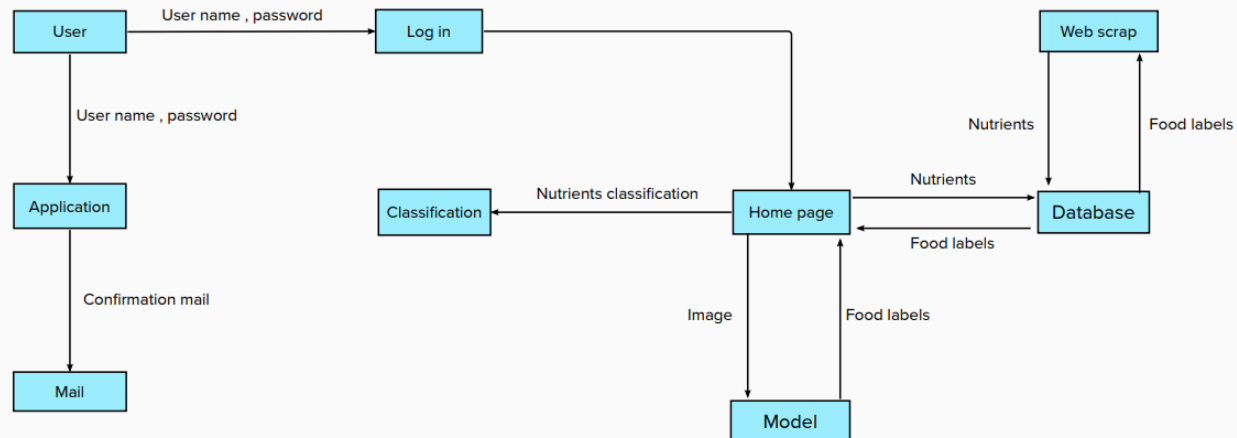 User name , password
User
Log in
Web scrap
User name , password
Nutrients
Food labels
Nutrients
Nutrients classification
Application
Classification
Home page
Database
Food labels
Confirmation mail
Image
Food labels
Mail
Model